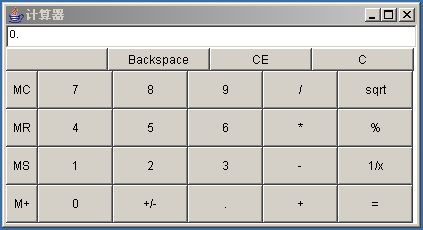 计算器
0.
Backspace CE C
MC 7 8 9 / sqrt
MR 4 5 6 * %
MS 1 2 3 - 1/x
M+ 0 +/- . + =